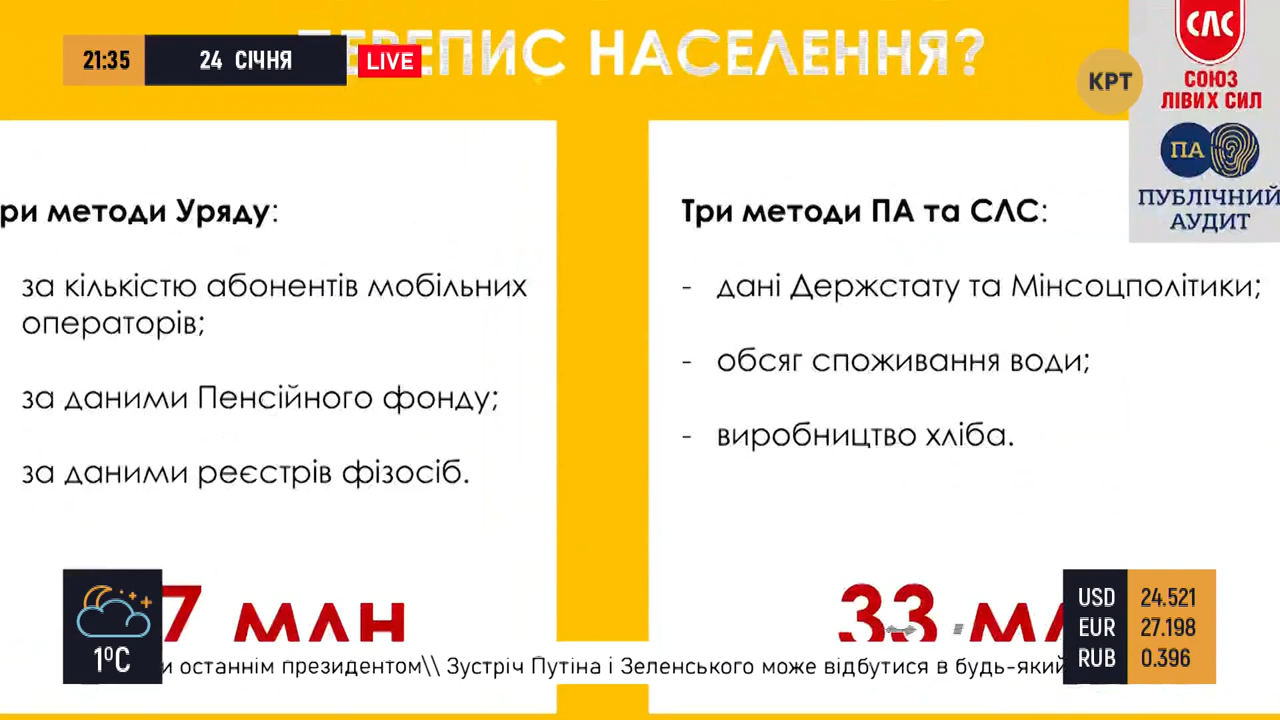 ПЕРЕПИС НАСЕЛЕННЯ?
21:35
24 СІЧНЯ
LIVE
КРТ
СЛС
СОЮЗ
ЛІВИХ СИЛ
ПА
ПУБЛІЧНИЙ
АУДИТ
ри методи Уряду:
за кількістю абонентів мобільних
операторів;
за даними Пенсійного фонду;
за даними реєстрів фізосіб.
7 млн
Три методи ПА та СЛС:
- дані Держстату та Мінсоцполітики;
- обсяг споживання води;
- виробництво хліба.
33
1⁰C
USD 24.521
EUR 27.198
RUB 0.396
и останнім президентом\\ Зустріч Путіна і Зеленського може відбутися в будь-який